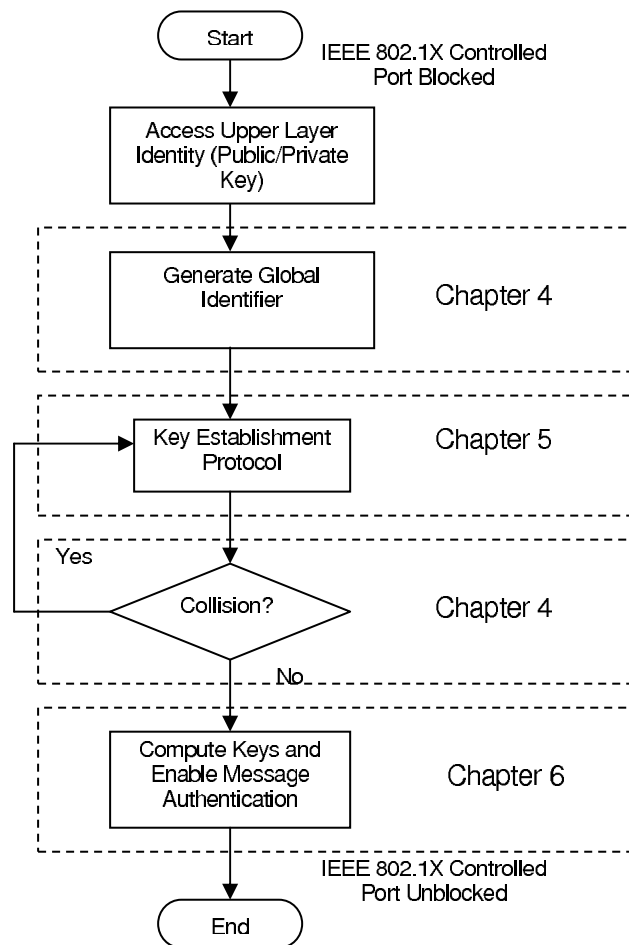 Start
IEEE 802.1X Controlled
Port Blocked
Access Upper Layer
Identity (Public/Private
Key)
Generate Global
Identifier
Chapter 4
Key Establishment
Protocol
Chapter 5
Yes
Collision?
Chapter 4
No
Compute Keys and
Enable Message
Authentication
Chapter 6
IEEE 802.1X Controlled
Port Unblocked
End